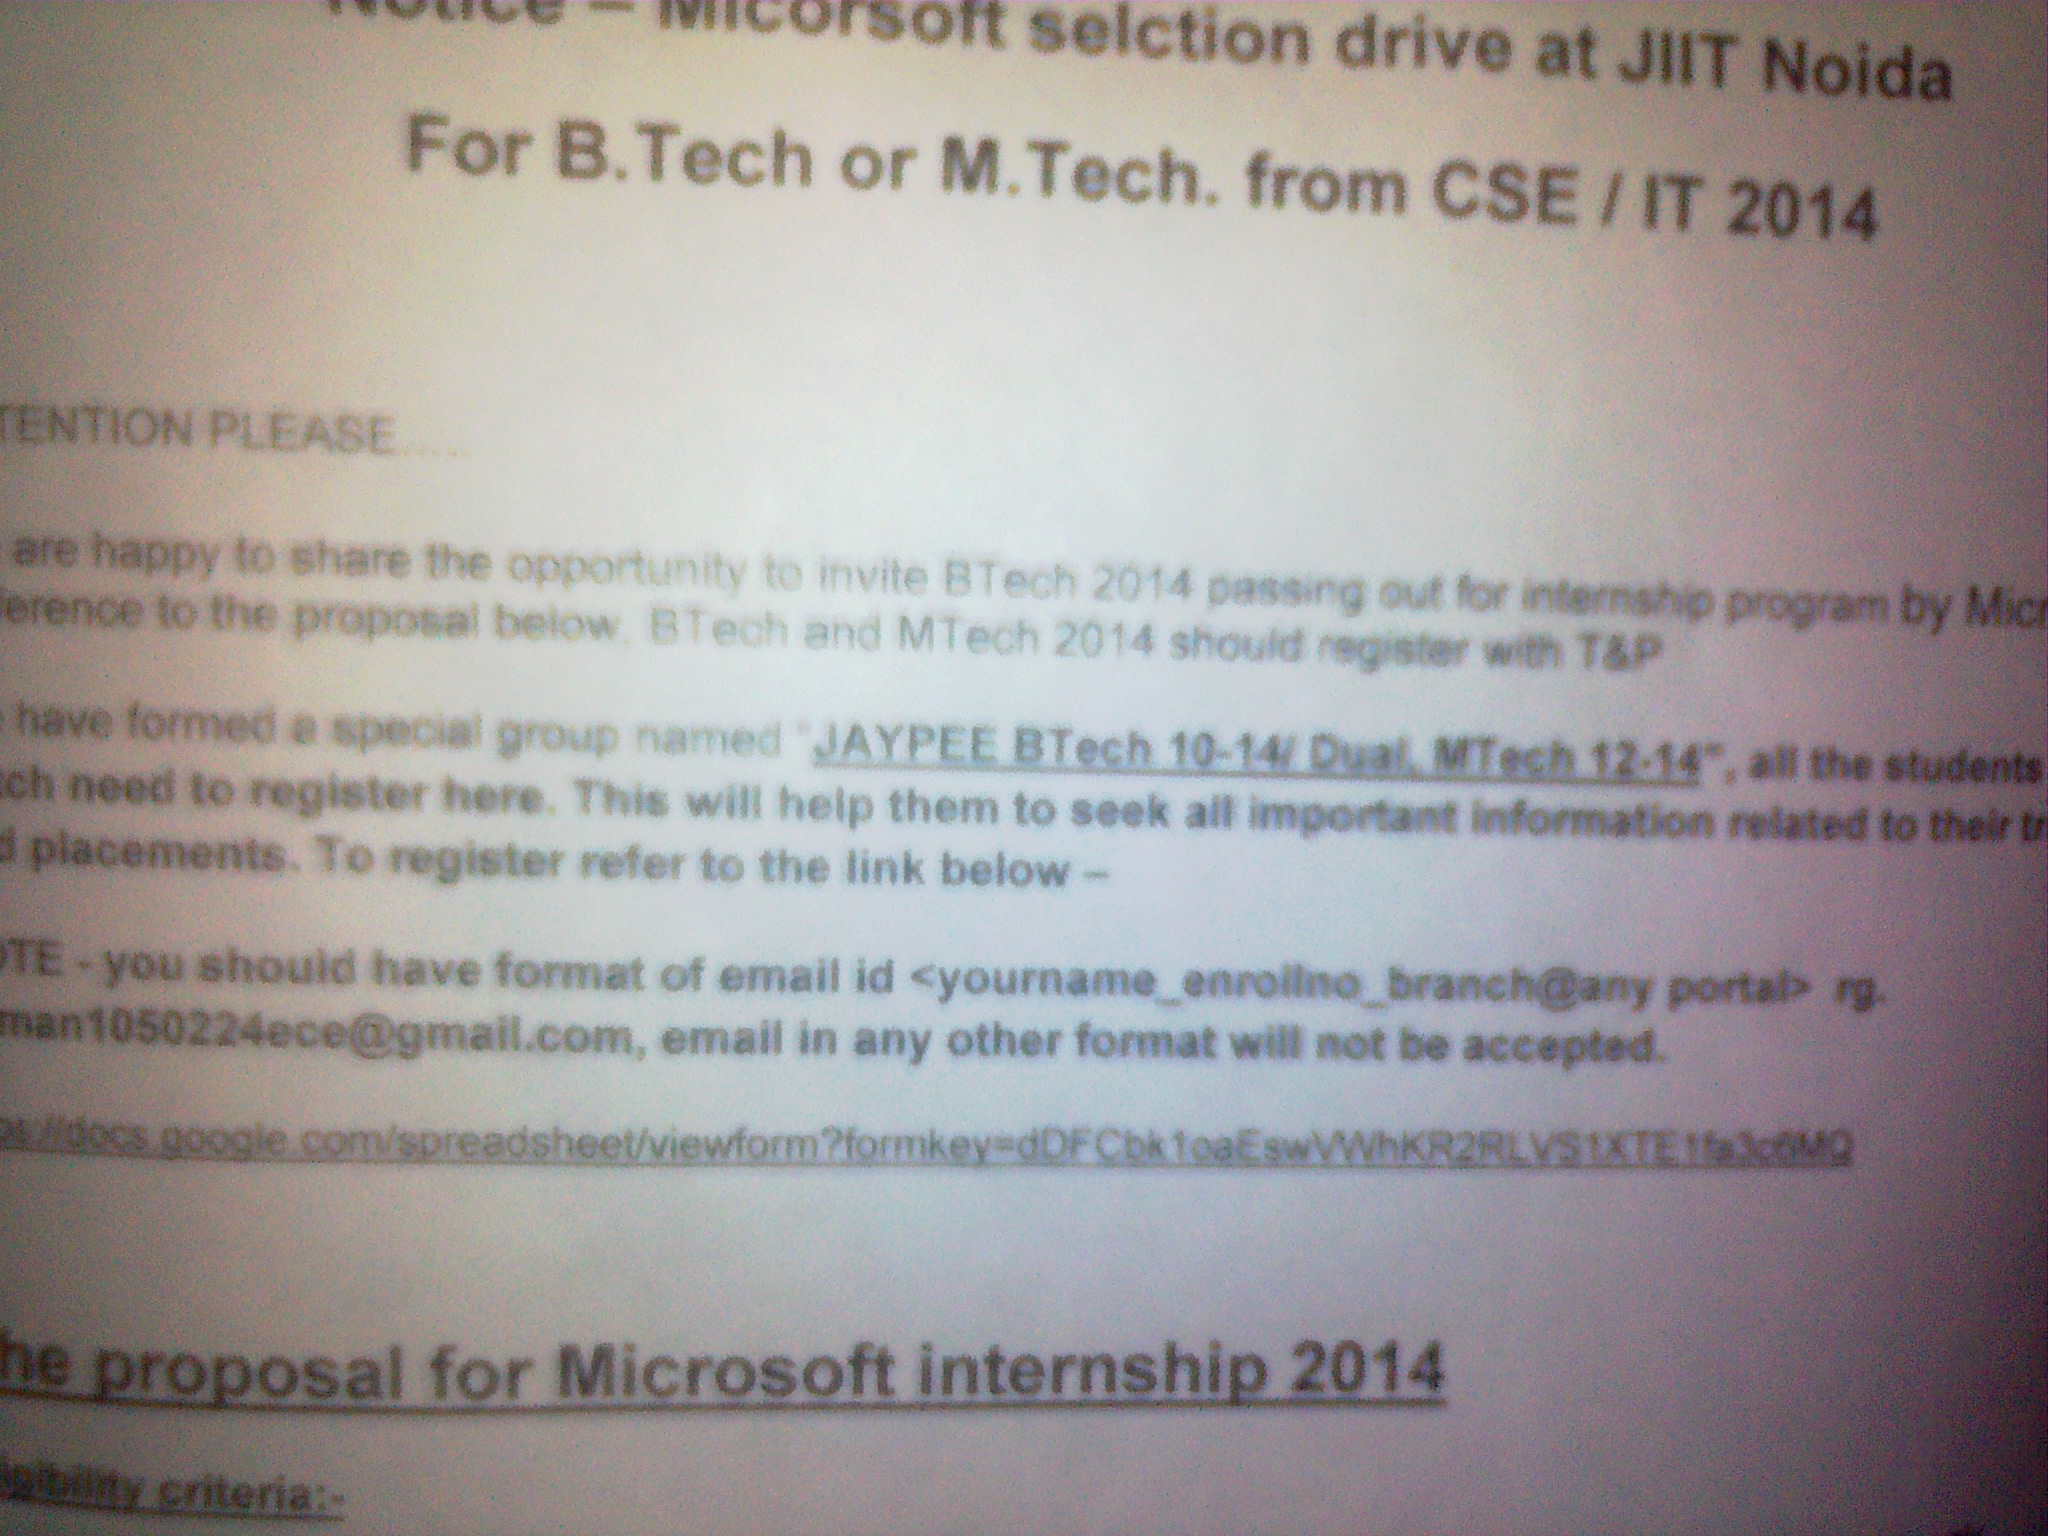 Notice – Micorsoft selction drive at JIIT Noida
For B.Tech or M.Tech. from CSE / IT 2014
TENTION PLEASE.....
are happy to share the opportunity to invite BTech 2014 passing out for internship program by Micr
erence to the proposal below. BTech and MTech 2014 should register with T&P
have formed a special group named "JAYPEE BTech 10-14/ Dual, MTech 12-14", all the students
tch need to register here. This will help them to seek all important information related to their tr
d placements. To register refer to the link below –
OTE - you should have format of email id <yourname_enrollno_branch@any portal> rg.
man1050224ece@gmail.com, email in any other format will not be accepted.
ps://docs.google.com/spreadsheet/viewform?formkey=
he proposal for Microsoft internship 2014
igibility criteria:-